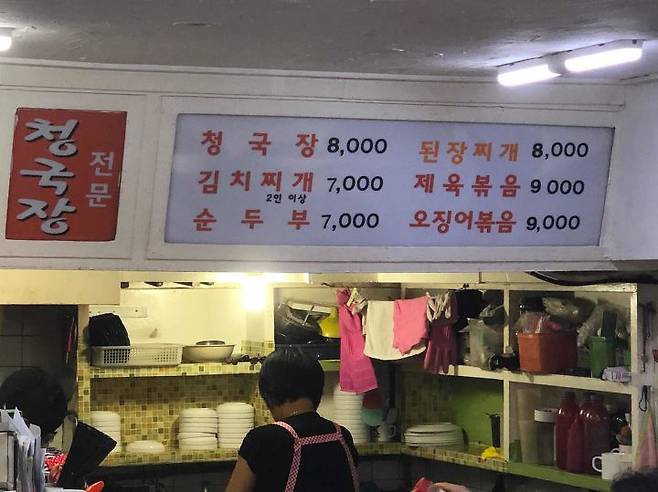 청국장
전문
청국장 8,000
김치찌개 7,000
2인 이상
순두부 7,000
된장찌개 8,000
제육볶음 9,000
오징어볶음 9,000